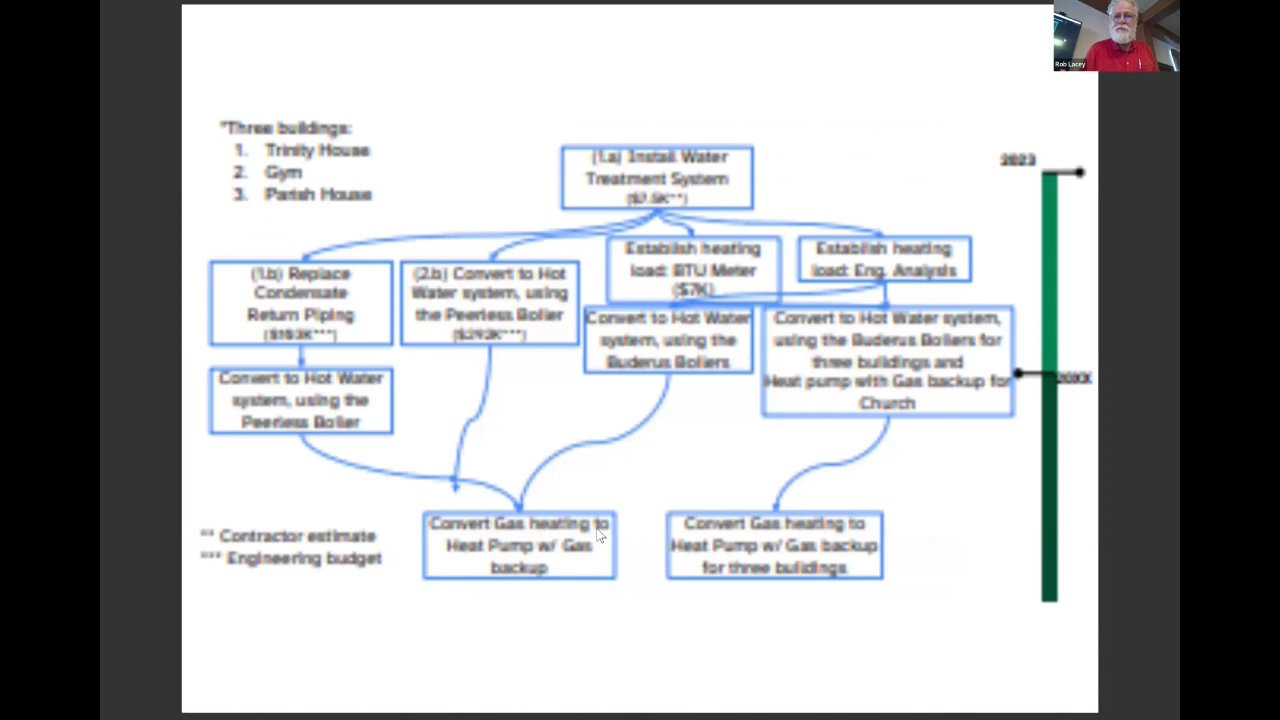 Rob Lacey
*Three buildings:
1. Trinity House
2. Gym
3. Parish House
(1.a) Install Water
Treatment System
($7.5K**)
2023
(1.b) Replace
Condensate
Return Piping
(2.b) Convert to Hot
Water system, using
the Peerless Boiler
Establish heating
load: BTU Meter
($7K)
Establish heating
load: Eng. Analysis
Convert to Hot Water
system, using the
Buderus Boilers
Convert to Hot Water system,
using the Buderus Boilers for
three buildings and
Heat pump with Gas backup for
Church
20XX
Convert to Hot Water
system, using the
Peerless Boiler
** Contractor estimate
*** Engineering budget
Convert Gas heating to
Heat Pump w/ Gas
backup
Convert Gas heating to
Heat Pump w/ Gas backup
for three buildings